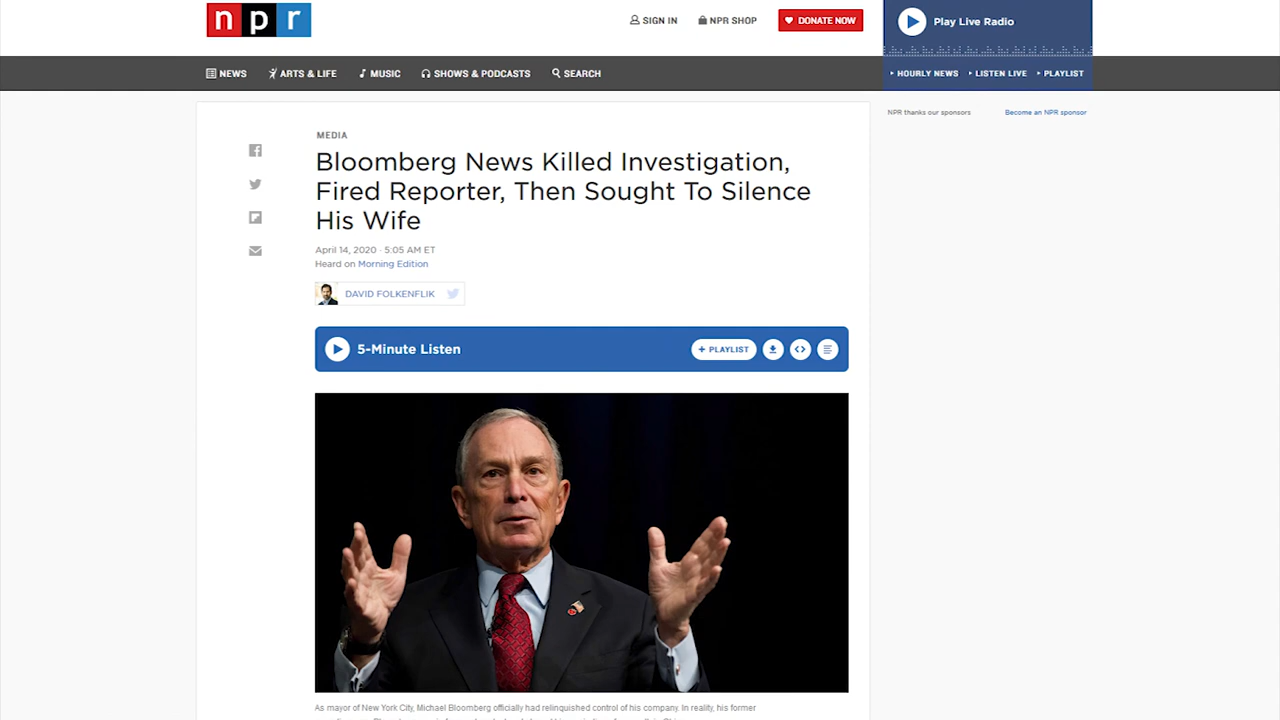 npr
SIGN IN
NPR SHOP
DONATE NOW
Play Live Radio
NEWS
ARTS & LIFE
MUSIC
SHOWS & PODCASTS
SEARCH
HOURLY NEWS
LISTEN LIVE
PLAYLIST
NPR thanks our sponsors
Become an NPR sponsor
MEDIA
Bloomberg News Killed Investigation,
Fired Reporter, Then Sought To Silence
His Wife
April 14, 2020 · 5:05 AM ET
Heard on Morning Edition
DAVID FOLKENFLIK
5-Minute Listen
+ PLAYLIST
As mayor of New York City, Michael Bloomberg officially had relinquished control of his company. In reality, his former